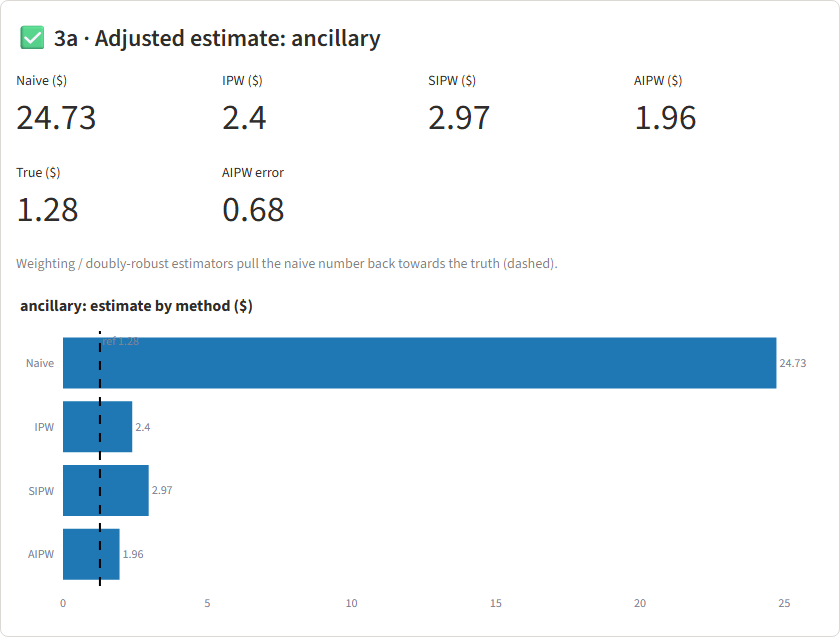 ✅ 3a · Adjusted estimate: ancillary
Naive ($) IPW ($) SIPW ($) AIPW ($)
24.73 2.4 2.97 1.96
True ($) AIPW error
1.28 0.68
Weighting / doubly-robust estimators pull the naive number back towards the truth (dashed).
ancillary: estimate by method ($)
ref 1.28
Naive 24.73
IPW 2.4
SIPW 2.97
AIPW 1.96
0 5 10 15 20 25